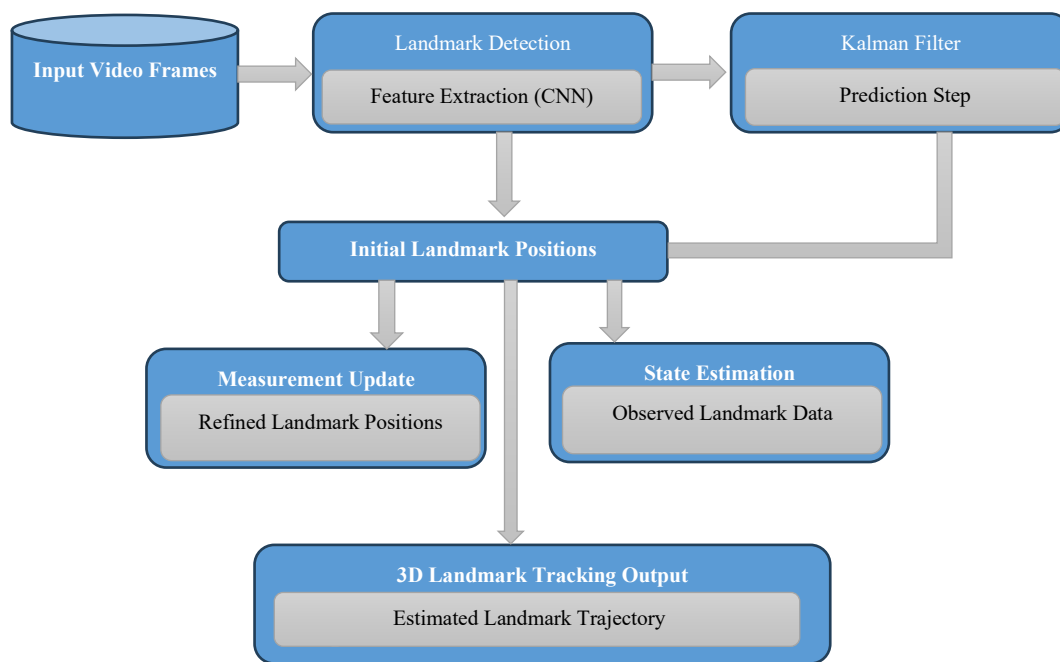 Input Video Frames
Landmark Detection
Feature Extraction (CNN)
Kalman Filter
Prediction Step
Initial Landmark Positions
Measurement Update
Refined Landmark Positions
State Estimation
Observed Landmark Data
3D Landmark Tracking Output
Estimated Landmark Trajectory